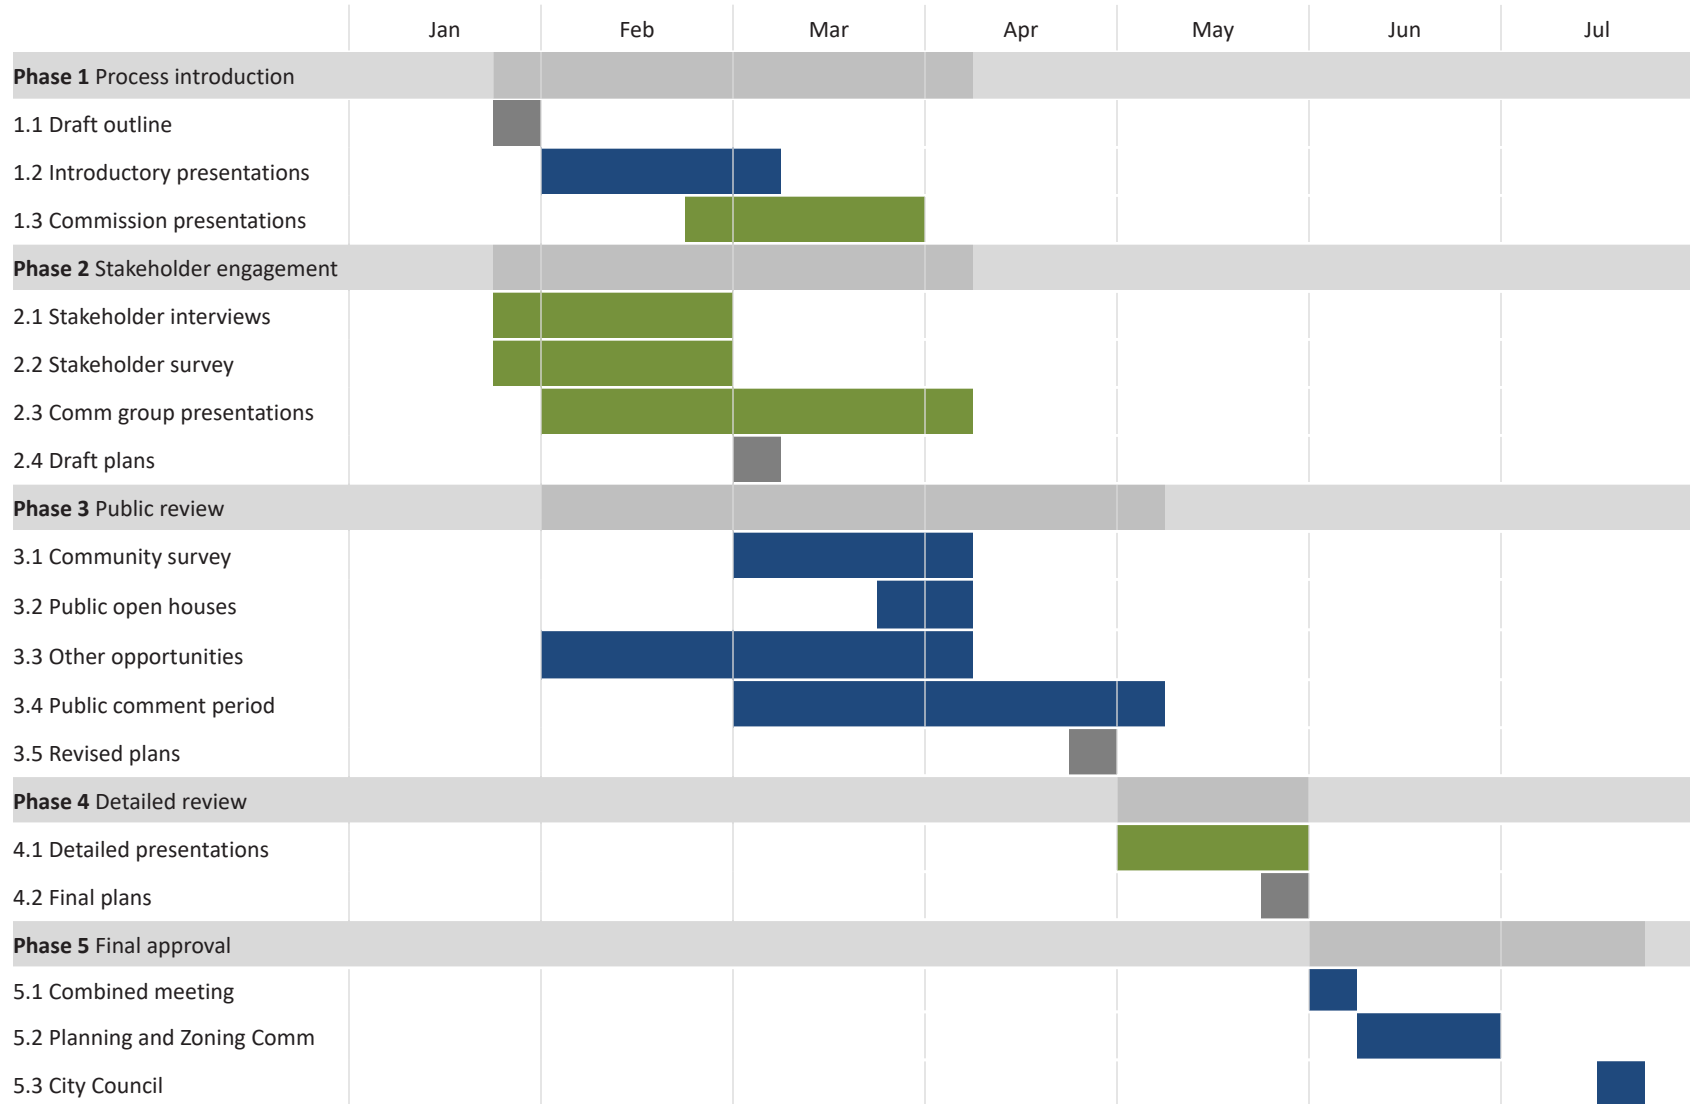 Jan Feb Mar Apr May Jun Jul
Phase 1 Process introduction
1.1 Draft outline
1.2 Introductory presentations
1.3 Commission presentations
Phase 2 Stakeholder engagement
2.1 Stakeholder interviews
2.2 Stakeholder survey
2.3 Comm group presentations
2.4 Draft plans
Phase 3 Public review
3.1 Community survey
3.2 Public open houses
3.3 Other opportunities
3.4 Public comment period
3.5 Revised plans
Phase 4 Detailed review
4.1 Detailed presentations
4.2 Final plans
Phase 5 Final approval
5.1 Combined meeting
5.2 Planning and Zoning Comm
5.3 City Council